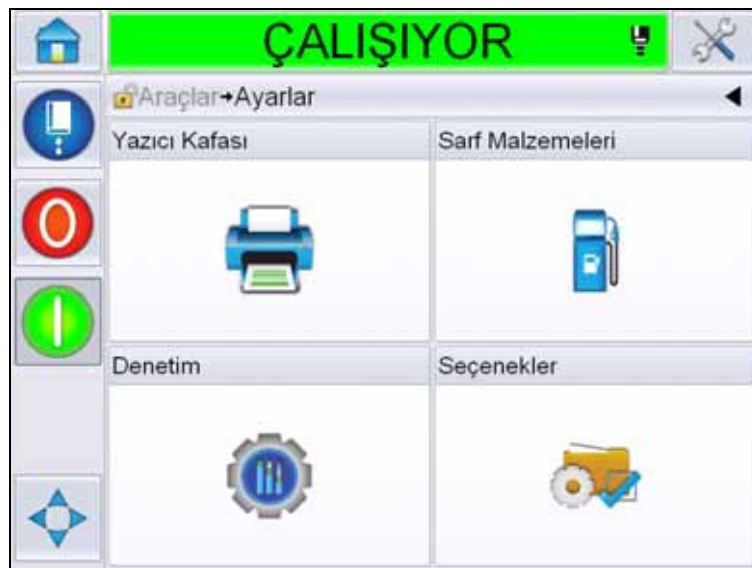 ÇALIŞIYOR
Araçlar→Ayarlar
Yazıcı Kafası
Sarf Malzemeleri
Denetim
Seçenekler